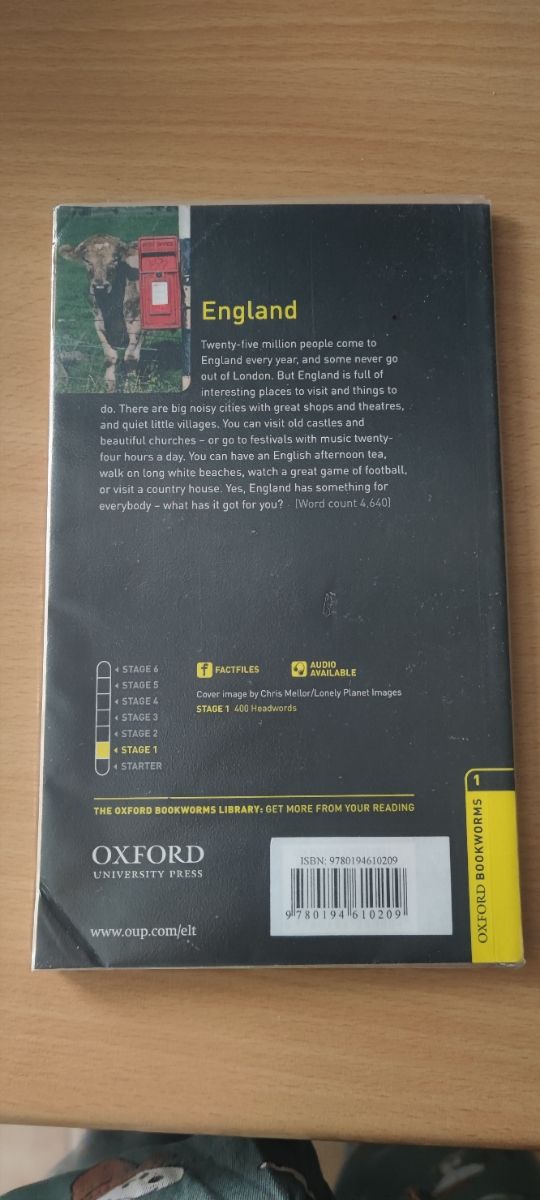 England
Twenty-five million people come to
England every year, and some never go
out of London. But England is full of
interesting places to visit and things to
do. There are big noisy cities with great shops and theatres,
and quiet little villages. You can visit old castles and
beautiful churches – or go to festivals with music twenty-
four hours a day. You can have an English afternoon tea,
walk on long white beaches, watch a great game of football,
or visit a country house. Yes, England has something for
everybody – what has it got for you? (Word count 4,640)
STAGE 6
STAGE 5
STAGE 4
STAGE 3
STAGE 2
STAGE 1
STARTER
f FACTFILES
AUDIO
AVAILABLE
Cover image by Chris Mellor/Lonely Planet Images
STAGE 1 400 Headwords
THE OXFORD BOOKWORMS LIBRARY: GET MORE FROM YOUR READING
OXFORD
UNIVERSITY PRESS
www.oup.com/elt
ISBN: 9780194610209
9 780194 610209
1
OXFORD BOOKWORMS